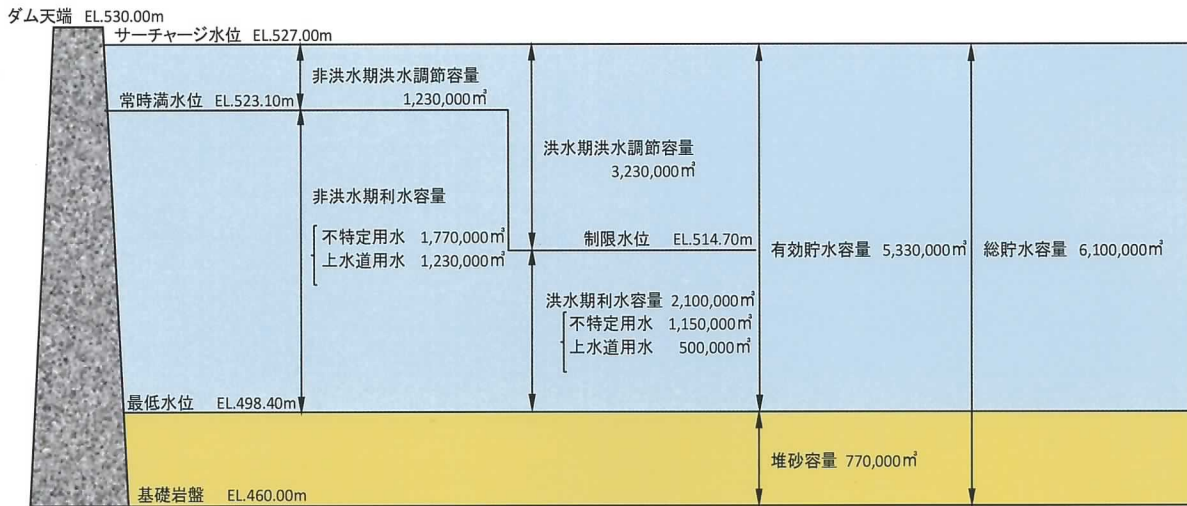 ダム天端 EL.530.00m
サーチャージ水位 EL.527.00m
非洪水期洪水調節容量
1,230,000㎥
常時満水位 EL.523.10m
洪水期洪水調節容量
3,230,000㎥
非洪水期利水容量
不特定用水 1,770,000㎥
上水道用水 1,230,000㎥
制限水位 EL.514.70m
有効貯水容量 5,330,000㎥
総貯水容量 6,100,000㎥
洪水期利水容量 2,100,000㎥
不特定用水 1,150,000㎥
上水道用水 500,000㎥
最低水位 EL.498.40m
堆砂容量 770,000㎥
基礎岩盤 EL.460.00m